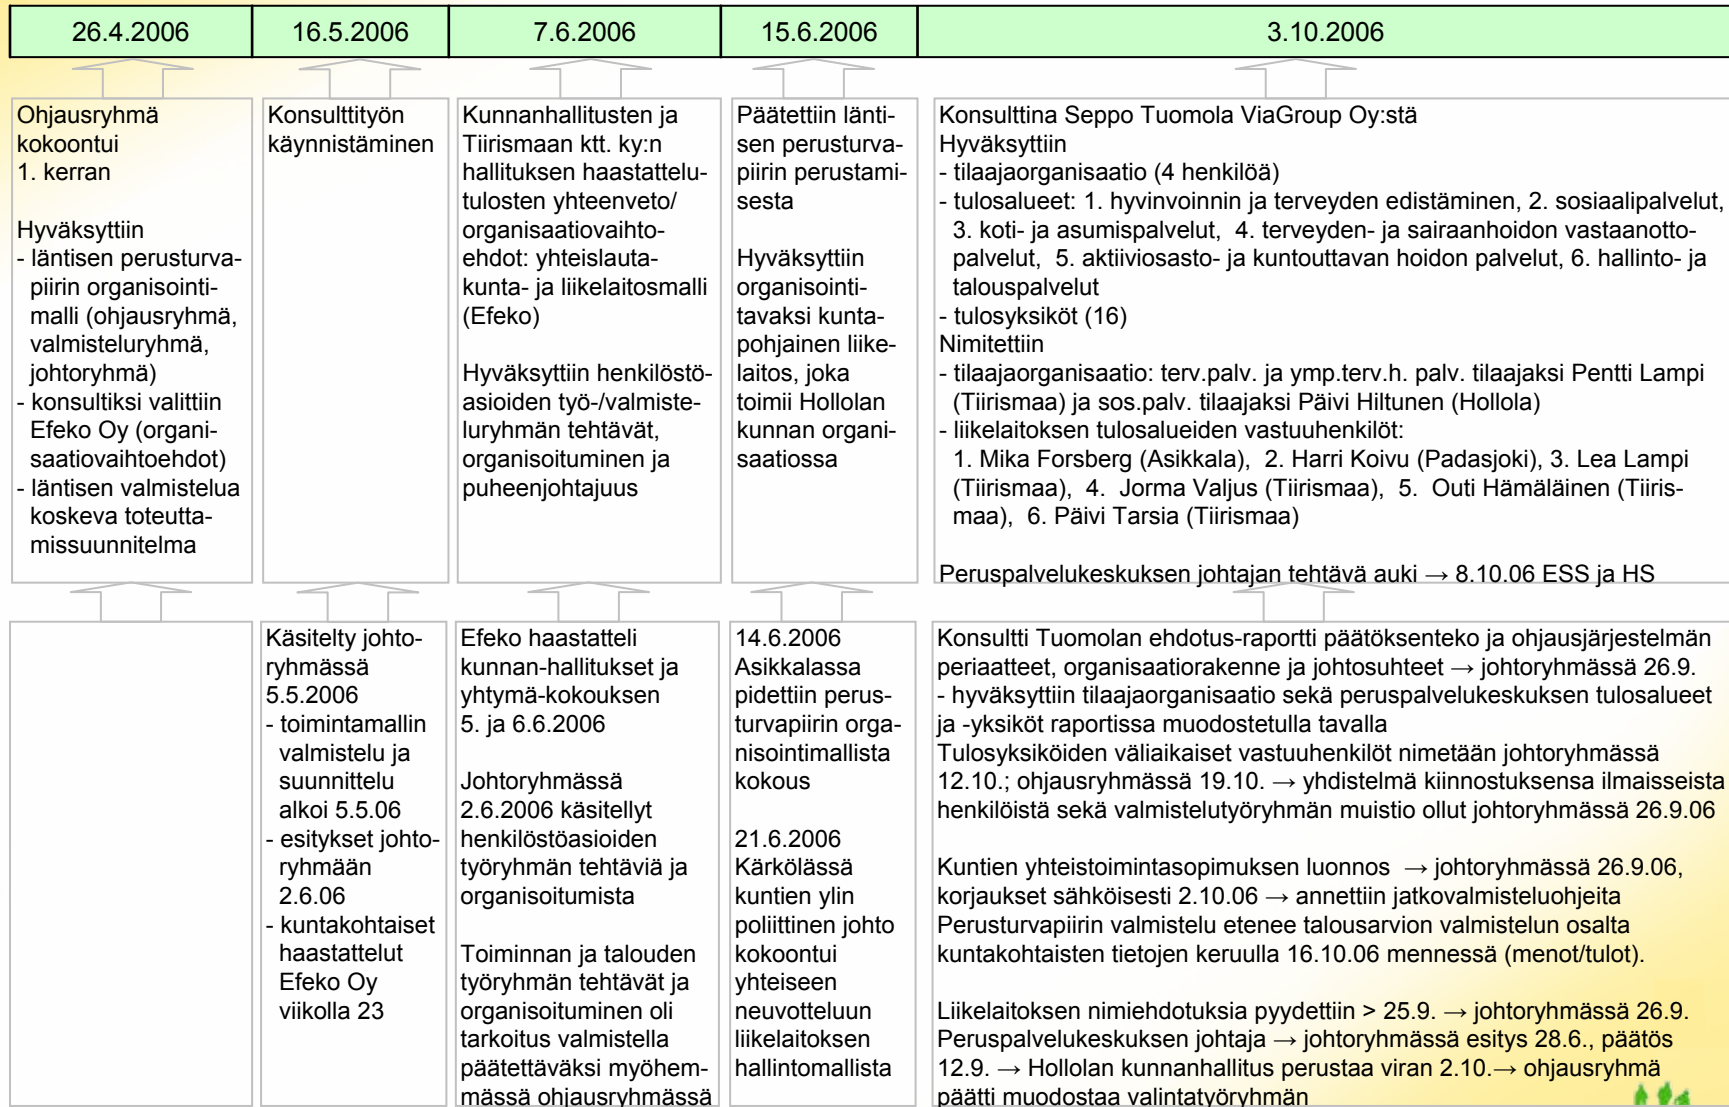 26.4.2006
16.5.2006
7.6.2006
15.6.2006
3.10.2006
Ohjausryhmä
kokoontui
1. kerran
Hyväksyttiin
- läntisen perusturva-
piirin organisointi-
malli (ohjausryhmä,
valmisteluryhmä,
johtoryhmä)
- konsultiksi valittiin
Efeko Oy (organi-
saatiovaihtoehdot)
- läntisen valmistelua
koskeva toteutta-
missuunnitelma
Konsulttityön
käynnistäminen
Kunnanhallitusten ja
Tiirismaan ktt. ky:n
hallituksen haastattelu-
tulosten yhteenveto/
organisaatiovaihto-
ehdot: yhteislauta-
kunta- ja liikelaitosmalli
(Efeko)
Hyväksyttiin henkilöstö-
asioiden työ-/valmiste-
luryhmän tehtävät,
organisoituminen ja
puheenjohtajuus
Päätettiin länti-
sen perusturva-
piirin perustami-
sesta
Hyväksyttiin
organisointi-
tavaksi kunta-
pohjainen liike-
laitos, joka
toimii Hollolan
kunnan organi-
saatiossa
Konsulttina Seppo Tuomola ViaGroup Oy:stä
Hyväksyttiin
- tilaajaorganisaatio (4 henkilöä)
- tulosalueet: 1. hyvinvoinnin ja terveyden edistäminen, 2. sosiaalipalvelut,
3. koti- ja asumispalvelut, 4. terveyden- ja sairaanhoidon vastaanotto-
palvelut, 5. aktiiviosasto- ja kuntouttavan hoidon palvelut, 6. hallinto- ja
talouspalvelut
- tulosyksiköt (16)
Nimitettiin
- tilaajaorganisaatio: terv.palv. ja ymp.terv.h. palv. tilaajaksi Pentti Lampi
(Tiirismaa) ja sos.palv. tilaajaksi Päivi Hiltunen (Hollola)
- liikelaitoksen tulosalueiden vastuuhenkilöt:
1. Mika Forsberg (Asikkala), 2. Harri Koivu (Padasjoki), 3. Lea Lampi
(Tiirismaa), 4. Jorma Valjus (Tiirismaa), 5. Outi Hämäläinen (Tiiris-
maa), 6. Päivi Tarsia (Tiirismaa)
Peruspalvelukeskuksen johtajan tehtävä auki → 8.10.06 ESS ja HS
Käsitelty johto-
ryhmässä
5.5.2006
- toimintamallin
valmistelu ja
suunnittelu
alkoi 5.5.06
- esitykset johto-
ryhmään
2.6.06
- kuntakohtaiset
haastattelut
Efeko Oy
viikolla 23
Efeko haastatteli
kunnan-hallitukset ja
yhtymä-kokouksen
5. ja 6.6.2006
Johtoryhmässä
2.6.2006 käsitellyt
henkilöstöasioiden
työryhmän tehtäviä ja
organisoitumista
Toiminnan ja talouden
työryhmän tehtävät ja
organisoituminen oli
tarkoitus valmistella
päätettäväksi myöhem-
mässä ohjausryhmässä
14.6.2006
Asikkalassa
pidettiin perus-
turvapiirin orga-
nisointimallista
kokous
21.6.2006
Kärkölässä
kuntien ylin
poliittinen johto
kokoontui
yhteiseen
neuvotteluun
liikelaitoksen
hallintomallista
Konsultti Tuomolan ehdotus-raportti päätöksenteko ja ohjausjärjestelmän
periaatteet, organisaatiorakenne ja johtosuhteet → johtoryhmässä 26.9.
- hyväksyttiin tilaajaorganisaatio sekä peruspalvelukeskuksen tulosalueet
ja -yksiköt raportissa muodostetulla tavalla
Tulosyksiköiden väliaikaiset vastuuhenkilöt nimetään johtoryhmässä
12.10.; ohjausryhmässä 19.10. → yhdistelmä kiinnostuksensa ilmaisseista
henkilöistä sekä valmistelutyöryhmän muistio ollut johtoryhmässä 26.9.06
Kuntien yhteistoimintasopimuksen luonnos → johtoryhmässä 26.9.06,
korjaukset sähköisesti 2.10.06 → annettiin jatkovalmisteluohjeita
Perusturvapiirin valmistelu etenee talousarvion valmistelun osalta
kuntakohtaisten tietojen keruulla 16.10.06 mennessä (menot/tulot).
Liikelaitoksen nimiehdotuksia pyydettiin > 25.9. → johtoryhmässä 26.9.
Peruspalvelukeskuksen johtaja → johtoryhmässä esitys 28.6., päätös
12.9. → Hollolan kunnanhallitus perustaa viran 2.10.→ ohjausryhmä
päätti muodostaa valintatyöryhmän